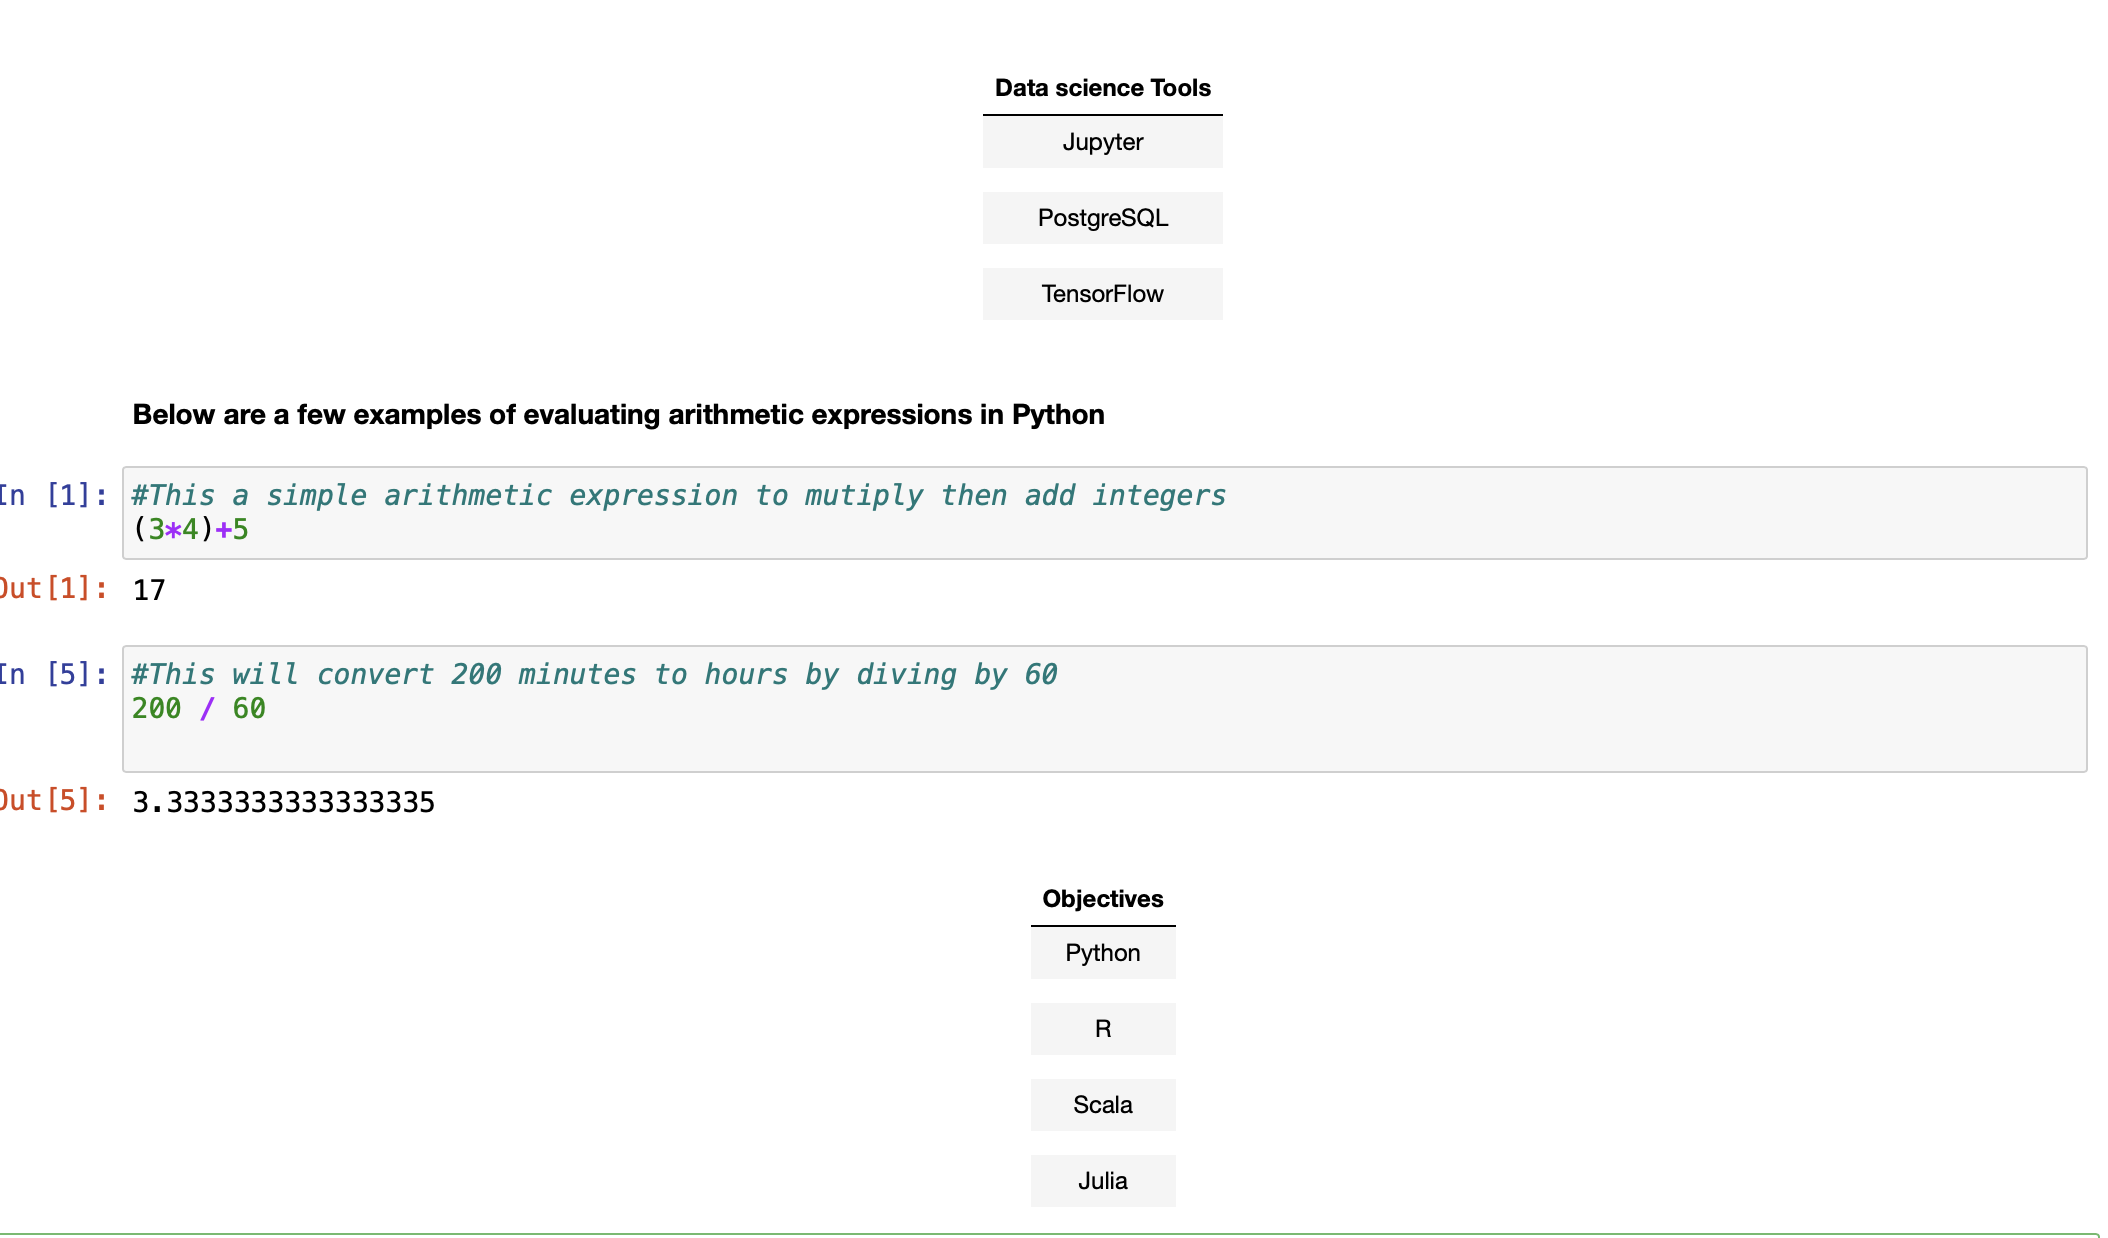 Data science Tools
Jupyter
PostgreSQL
TensorFlow
Below are a few examples of evaluating arithmetic expressions in Python
In [1]: #This a simple arithmetic expression to mutiply then add integers
(3*4)+5
Out[1]: 17
In [5]: #This will convert 200 minutes to hours by diving by 60
200 / 60
Out[5]: 3.3333333333333335
Objectives
Python
R
Scala
Julia